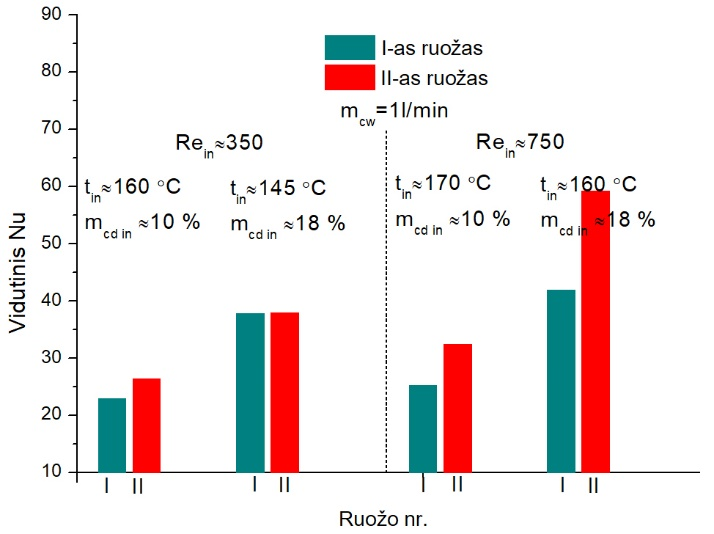 90
80
70
60
50
40
30
20
10
Vidutinis Nu
I-as ruožas
II-as ruožas
m_cw=1l/min
Re_in≈350
Re_in≈750
t_in≈160 °C
m_cd in ≈10 %
t_in≈145 °C
m_cd in ≈18 %
t_in≈170 °C
m_cd in ≈10 %
t_in≈160 °C
m_cd in ≈18 %
I II I II I II I II
Ruožo nr.